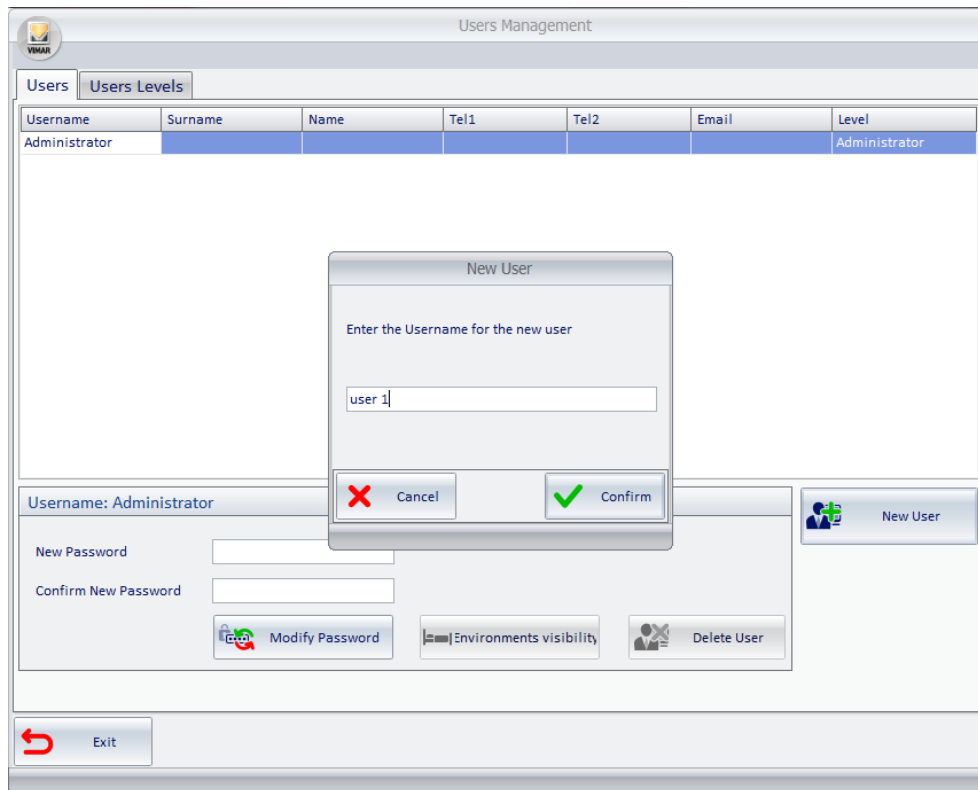 Users Management
VIMAR
Users Users Levels
Username Surname Name Tel1 Tel2 Email Level
Administrator Administrator
New User
Enter the Username for the new user
user 1
Cancel Confirm
Username: Administrator
New User
New Password
Confirm New Password
Modify Password Environments visibility Delete User
Exit